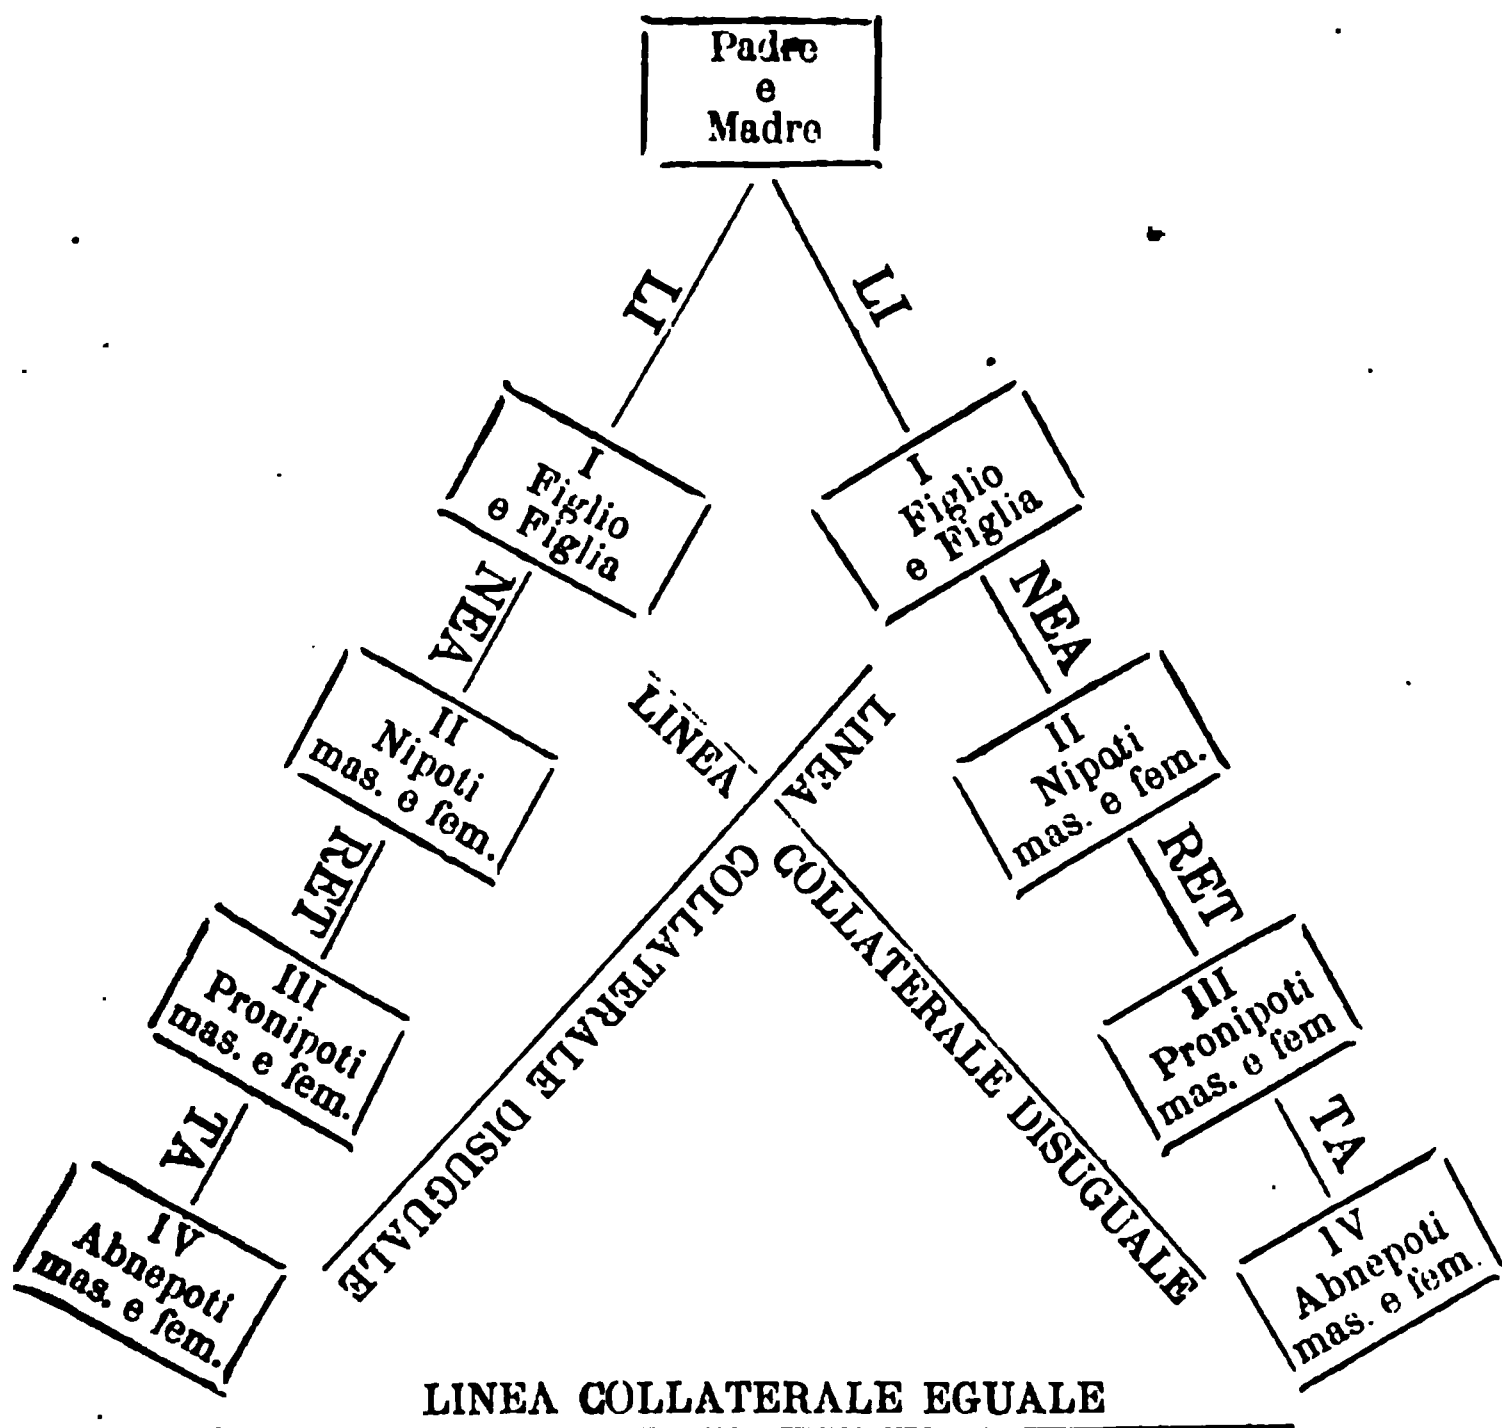 Padre
e
Madre
LI
LI
I
Figlio
e Figlia
I
Figlio
e Figlia
NEA
NEA
II
Nipoti
mas. e fem.
II
Nipoti
mas. e fem.
LINEA COLLATERALE DISUGUALE
LINEA COLLATERALE DISUGUALE
RET
RET
III
Pronipoti
mas. e fem.
III
Pronipoti
mas. e fem
TA
TA
IV
Abnepoti
mas. e fem.
IV
Abnepoti
mas. e fem.
LINEA COLLATERALE EGUALE